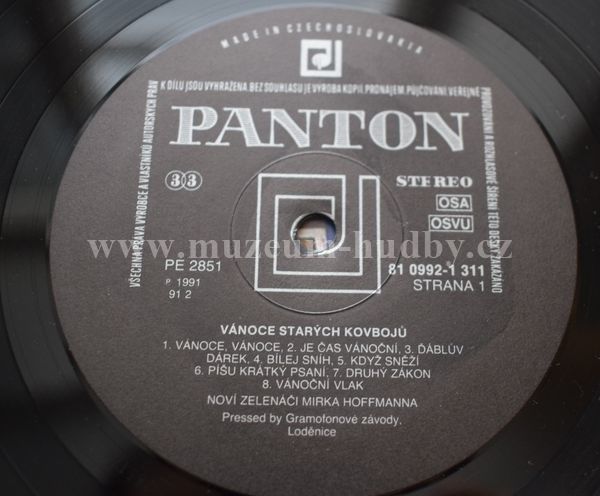 MADE IN CZECHOSLOVAKIA
VŠECHNA PRÁVA VÝROBCE A VLASTNÍKŮ AUTORSKÝCH PRÁV
K DÍLU JSOU VYHRAŽENA. BEZ SOUHLASU JE VÝROBA KOPIÍ, PRONÁJEM, PŮJČOVÁNÍ VEŘEJNÉ
PROVOZOVÁNÍ A ROZHLASOVÉ ŠÍŘENÍ TÉTO DESKY ZAKÁZÁNO
PANTON
33
STEREO
OSA
OSVU
www.muzeum-hudby.cz
PE 2851
81 0992-1 311
P 1991
STRANA 1
91 2
VÁNOCE STARÝCH KOVBOJŮ
1. VÁNOCE, VÁNOCE, 2. JE ČAS VÁNOČNÍ, 3. ĎÁBLŮV
DÁREK, 4. BÍLEJ SNÍH, 5. KDYŽ SNĚŽÍ
6. PÍŠU KRÁTKÝ PSANÍ, 7. DRUHÝ ZÁKON
8. VÁNOČNÍ VLAK
NOVÍ ZELENÁČI MIRKA HOFFMANNA
Pressed by Gramofonové závody,
Loděnice